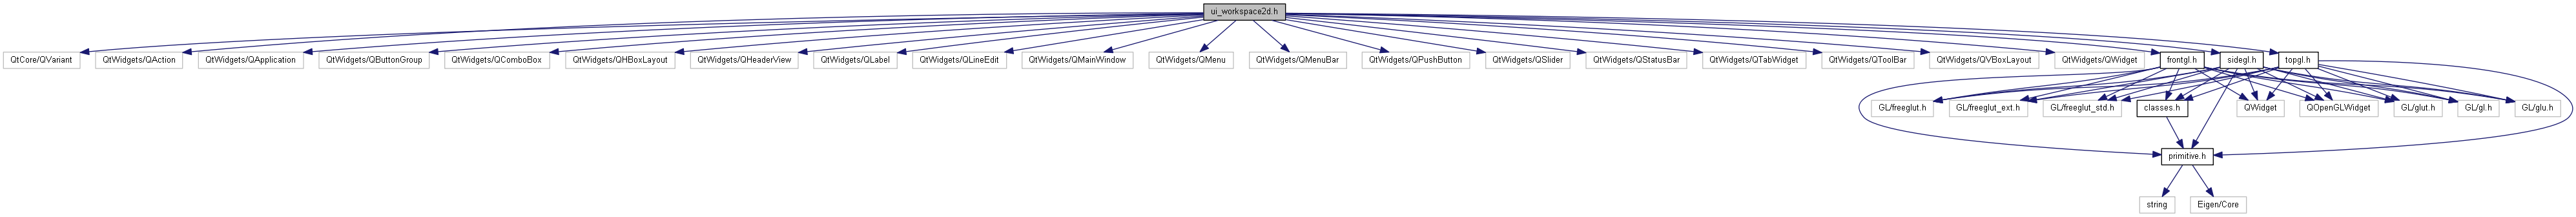 ui_workspace2d.h
QtCore/QVariant
QtWidgets/QAction
QtWidgets/QApplication
QtWidgets/QButtonGroup
QtWidgets/QComboBox
QtWidgets/QHBoxLayout
QtWidgets/QHeaderView
QtWidgets/QLabel
QtWidgets/QLineEdit
QtWidgets/QMainWindow
QtWidgets/QMenu
QtWidgets/QMenuBar
QtWidgets/QPushButton
QtWidgets/QSlider
QtWidgets/QStatusBar
QtWidgets/QTabWidget
QtWidgets/QToolBar
QtWidgets/QVBoxLayout
QtWidgets/QWidget
frontgl.h
sidegl.h
topgl.h
GL/freeglut.h
GL/freeglut_ext.h
GL/freeglut_std.h
classes.h
QWidget
QOpenGLWidget
GL/glut.h
GL/gl.h
GL/glu.h
primitive.h
string
Eigen/Core